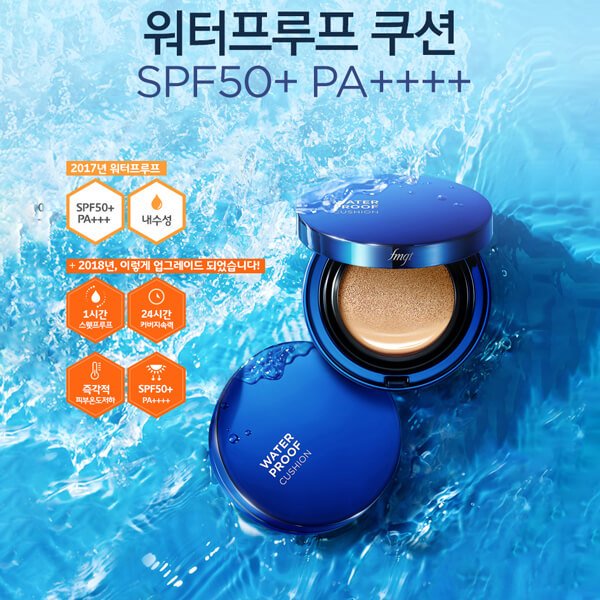 워터프루프 쿠션
SPF50+ PA++++
2017년 워터프루프
SPF50+
PA+++
내수성
+ 2018년, 이렇게 업그레이드 되었습니다!
1시간
스웻프루프
24시간
커버지속력
즉각적
피부온도저하
SPF50+
PA++++
WATER
PROOF
CUSHION
fmgt
WATER
PROOF
CUSHION